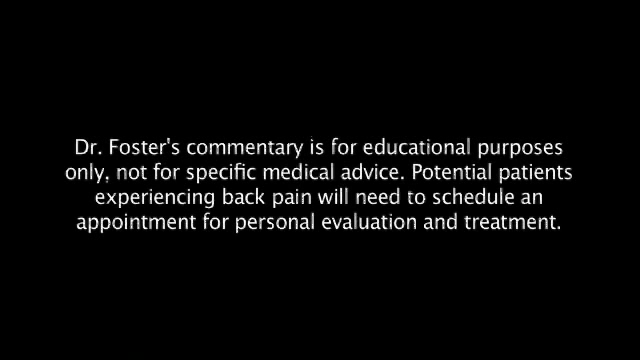 Dr. Foster's commentary is for educational purposes
only, not for specific medical advice. Potential patients
experiencing back pain will need to schedule an
appointment for personal evaluation and treatment.